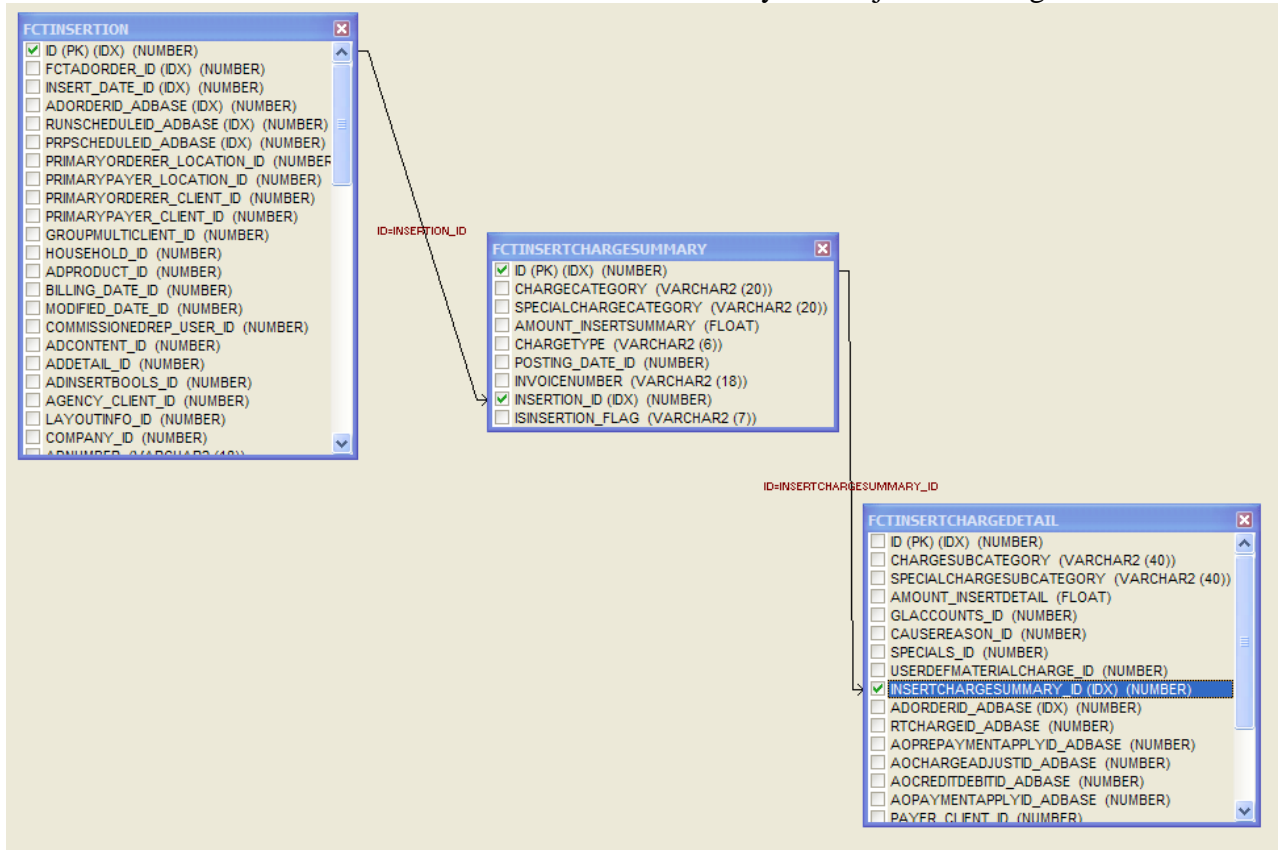 FCTINSERTION
ID (PK) (IDX) (NUMBER)
FCTADORDER_ID (IDX) (NUMBER)
INSERT_DATE_ID (IDX) (NUMBER)
ADORDERID_ADBASE (IDX) (NUMBER)
RUNSCHEDULEID_ADBASE (IDX) (NUMBER)
PRPSCHEDULEID_ADBASE (IDX) (NUMBER)
PRIMARYORDERER_LOCATION_ID (NUMBER
PRIMARYPAYER_LOCATION_ID (NUMBER)
PRIMARYORDERER_CLIENT_ID (NUMBER)
PRIMARYPAYER_CLIENT_ID (NUMBER)
GROUPMULTICLIENT_ID (NUMBER)
HOUSEHOLD_ID (NUMBER)
ADPRODUCT_ID (NUMBER)
BILLING_DATE_ID (NUMBER)
MODIFIED_DATE_ID (NUMBER)
COMMISSIONEDREP_USER_ID (NUMBER)
ADCONTENT_ID (NUMBER)
ADDETAIL_ID (NUMBER)
ADINSERTBOOLS_ID (NUMBER)
AGENCY_CLIENT_ID (NUMBER)
LAYOUTINFO_ID (NUMBER)
COMPANY_ID (NUMBER)
ADNUMBER (VARCHAR2 (18))
ID=INSERTION_ID
FCTINSERTCHARGESUMMARY
ID (PK) (IDX) (NUMBER)
CHARGECATEGORY (VARCHAR2 (20))
SPECIALCHARGECATEGORY (VARCHAR2 (20))
AMOUNT_INSERTSUMMARY (FLOAT)
CHARGETYPE (VARCHAR2 (6))
POSTING_DATE_ID (NUMBER)
INVOICENUMBER (VARCHAR2 (18))
INSERTION_ID (IDX) (NUMBER)
ISINSERTION_FLAG (VARCHAR2 (7))
ID=INSERTCHARGESUMMARY_ID
FCTINSERTCHARGEDETAIL
ID (PK) (IDX) (NUMBER)
CHARGESUBCATEGORY (VARCHAR2 (40))
SPECIALCHARGESUBCATEGORY (VARCHAR2 (40))
AMOUNT_INSERTDETAIL (FLOAT)
GLACCOUNTS_ID (NUMBER)
CAUSEREASON_ID (NUMBER)
SPECIALS_ID (NUMBER)
USERDEFMATERIALCHARGE_ID (NUMBER)
INSERTCHARGESUMMARY_ID (IDX) (NUMBER)
ADORDERID_ADBASE (IDX) (NUMBER)
RTCHARGEID_ADBASE (NUMBER)
AOPREPAYMENTAPPLYID_ADBASE (NUMBER)
AOCHARGEADJUSTID_ADBASE (NUMBER)
AOCREDITDEBITID_ADBASE (NUMBER)
AOPAYMENTAPPLYID_ADBASE (NUMBER)
PAYER_CLIENT_ID (NUMBER)